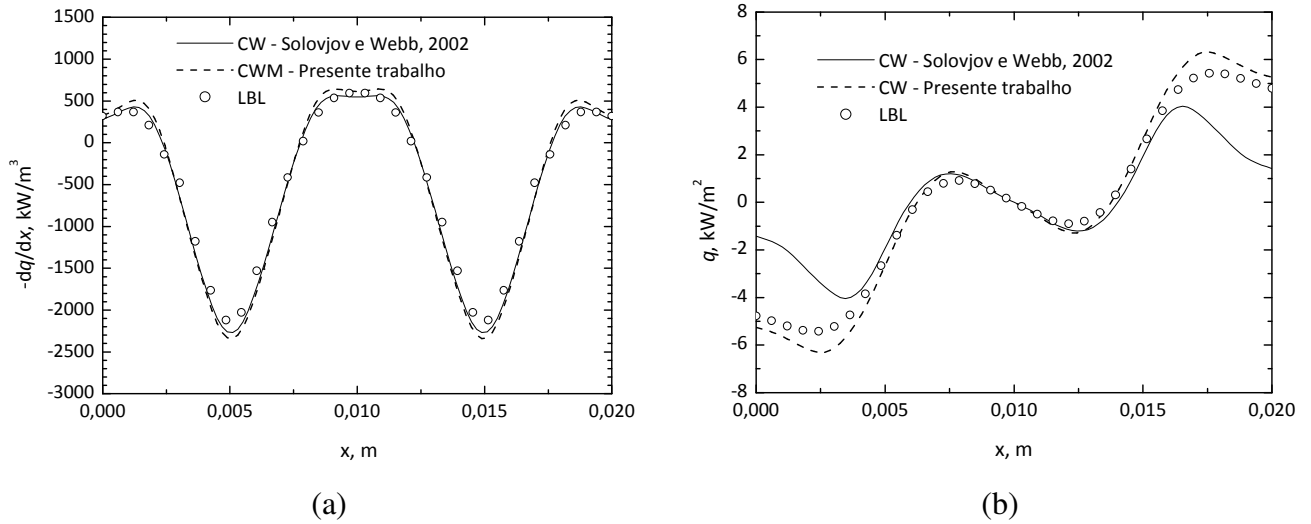 1500
1000
500
0
-500
-1000
-1500
-2000
-2500
-3000
-dq/dx, kW/m³
CW - Solovjov e Webb, 2002
CWM - Presente trabalho
LBL
0,000 0,005 0,010 0,015 0,020
x, m
(a)
8
6
4
2
0
-2
-4
-6
-8
q, kW/m²
CW - Solovjov e Webb, 2002
CW - Presente trabalho
LBL
0,000 0,005 0,010 0,015 0,020
x, m
(b)